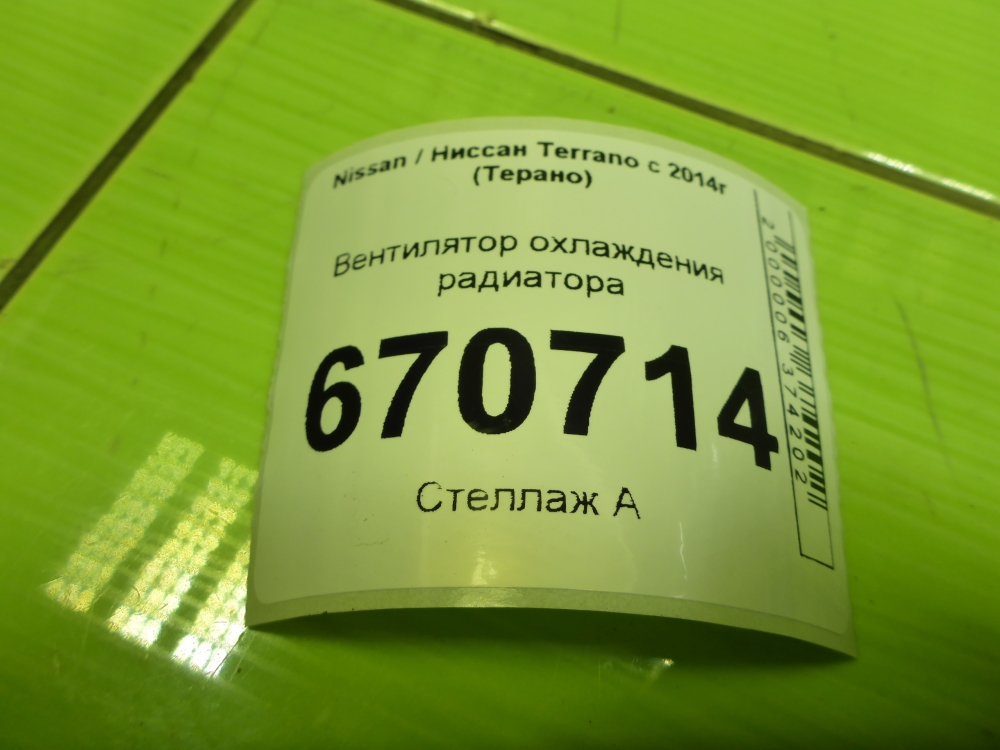 Nissan / Ниссан Terrano с 2014г
(Терано)
Вентилятор охлаждения
радиатора
670714
Стеллаж А
2000006374202